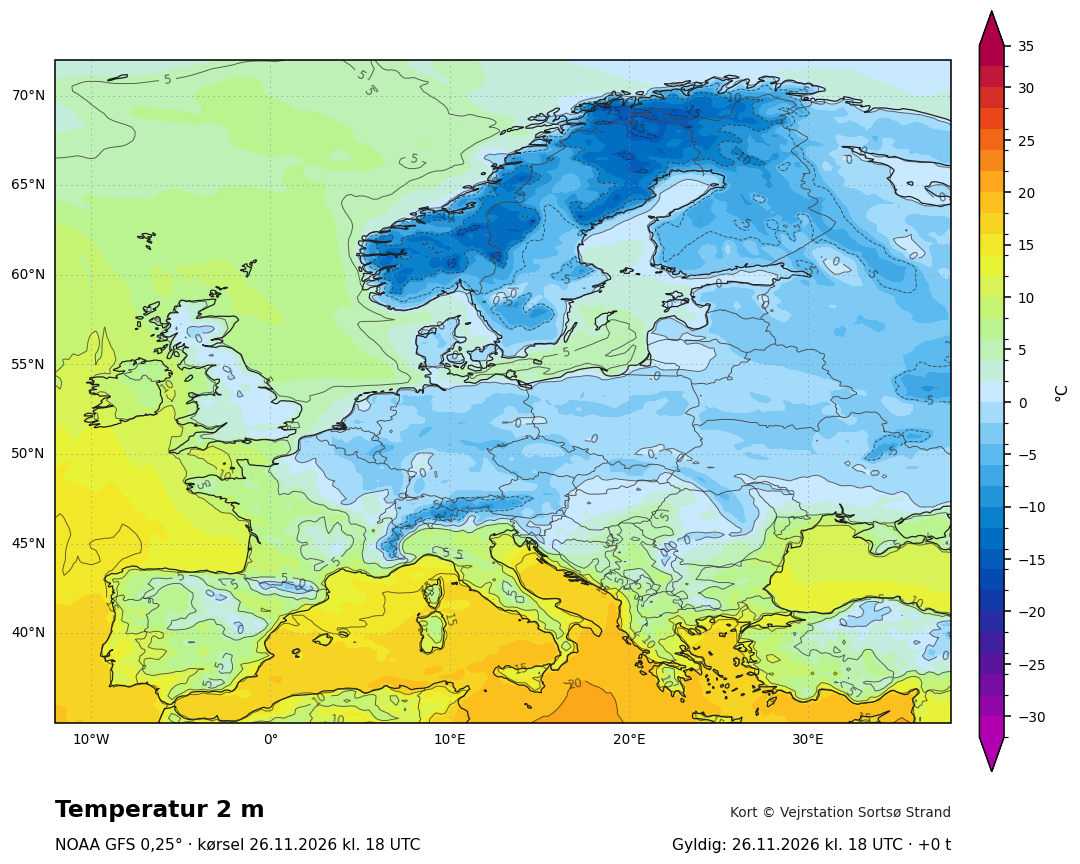 35
30
25
20
15
10
5
0
−5
−10
−15
−20
−25
−30
°C
70°N
65°N
60°N
55°N
50°N
45°N
40°N
10°W
0°
10°E
20°E
30°E
Temperatur 2 m
Kort © Vejrstation Sortsø Strand
NOAA GFS 0,25° · kørsel 26.11.2026 kl. 18 UTC
Gyldig: 26.11.2026 kl. 18 UTC · +0 t